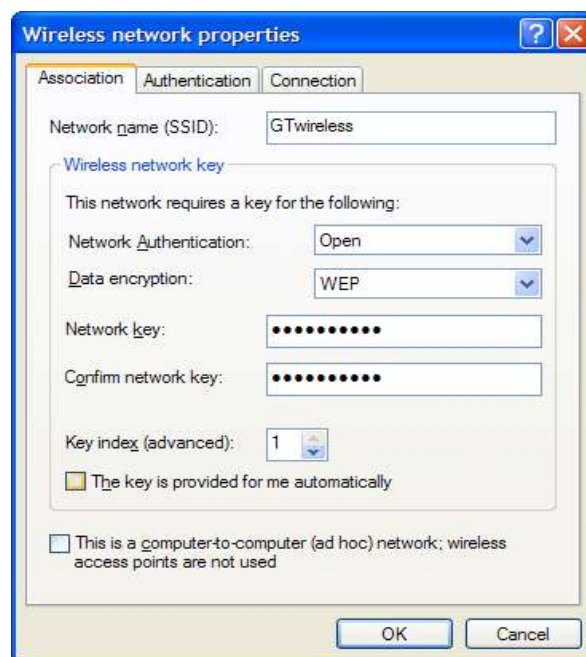 Wireless network properties
Association Authentication Connection
Network name (SSID): GTwireless
Wireless network key
This network requires a key for the following:
Network Authentication: Open
Data encryption: WEP
Network key: ••••••••••
Confirm network key: ••••••••••
Key index (advanced): 1
The key is provided for me automatically
This is a computer-to-computer (ad hoc) network; wireless
access points are not used
OK Cancel